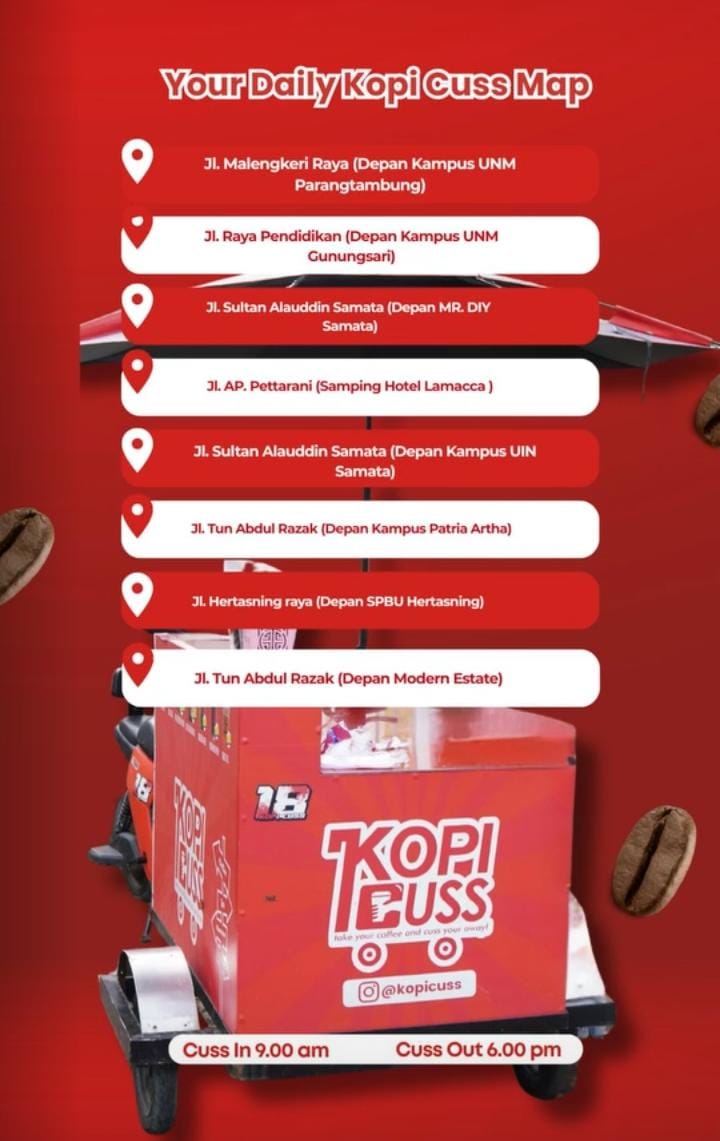 Your Daily Kopi Cuss Map
Jl. Malengkeri Raya (Depan Kampus UNM
Parangtambung)
Jl. Raya Pendidikan (Depan Kampus UNM
Gunungsari)
Jl. Sultan Alauddin Samata (Depan MR. DIY
Samata)
Jl. AP. Pettarani (Samping Hotel Lamacca )
Jl. Sultan Alauddin Samata (Depan Kampus UIN
Samata)
Jl. Tun Abdul Razak (Depan Kampus Patria Artha)
Jl. Hertasning raya (Depan SPBU Hertasning)
Jl. Tun Abdul Razak (Depan Modern Estate)
18
18
KOPI
CUSS
KOPI
CUSS
take your coffee and cuss your away!
@kopicuss
Cuss In 9.00 am
Cuss Out 6.00 pm